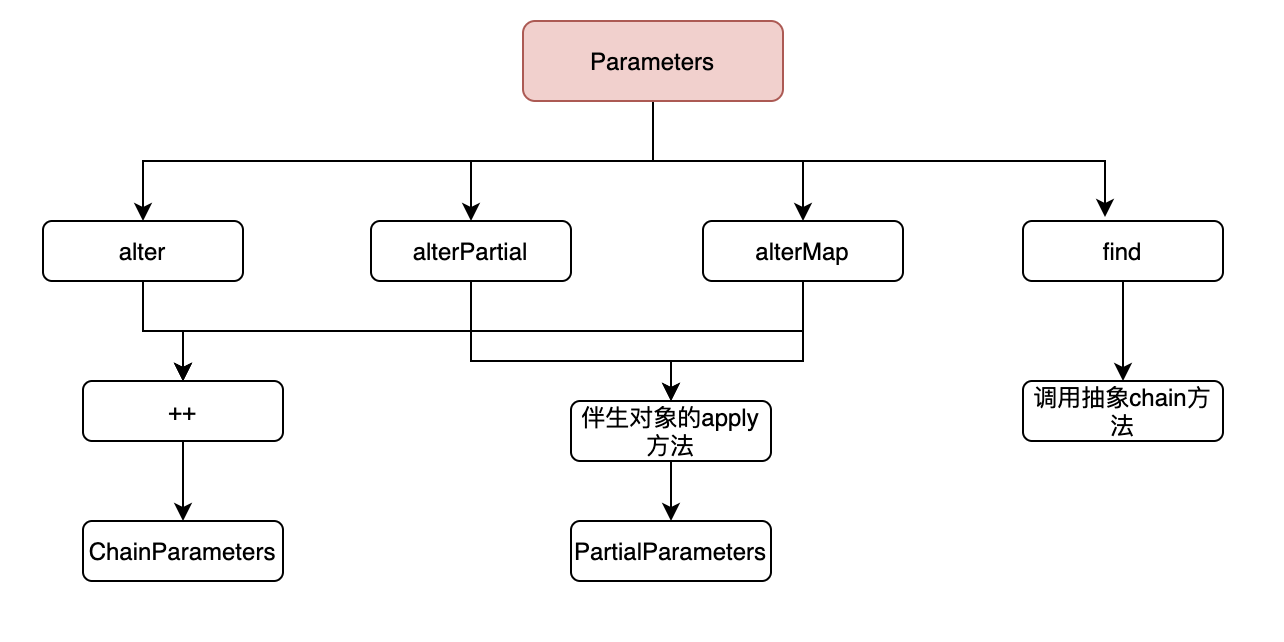 Parameters
alter
alterPartial
alterMap
find
++
伴生对象的apply
方法
调用抽象chain方
法
ChainParameters
PartialParameters